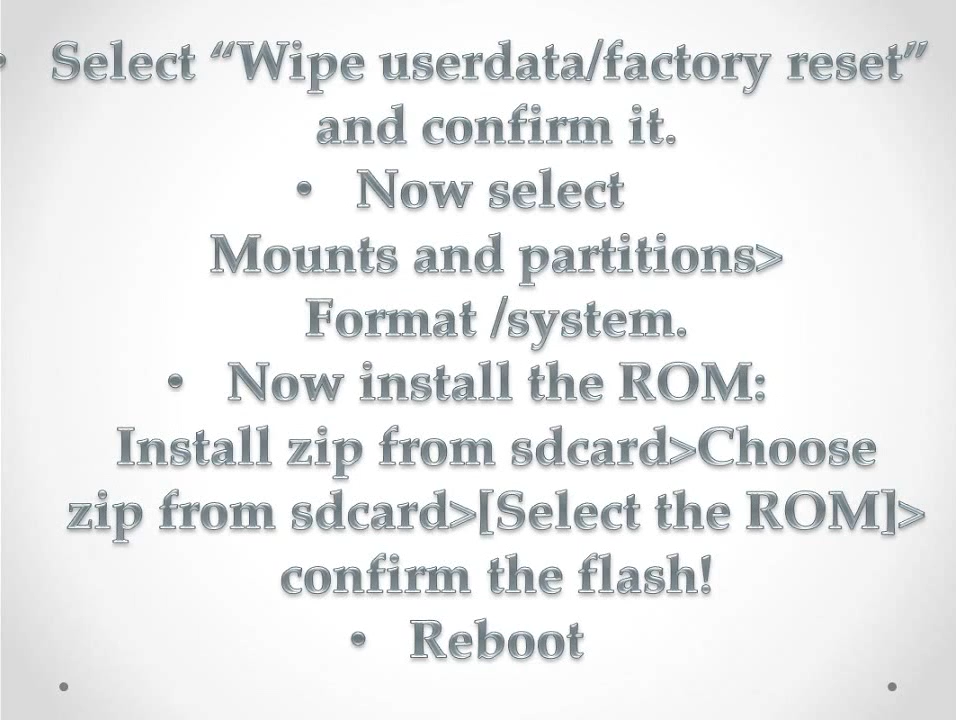 • Select “Wipe userdata/factory reset”
and confirm it.
• Now select
Mounts and partitions>
Format /system.
• Now install the ROM:
Install zip from sdcard>Choose
zip from sdcard>[Select the ROM]>
confirm the flash!
• Reboot